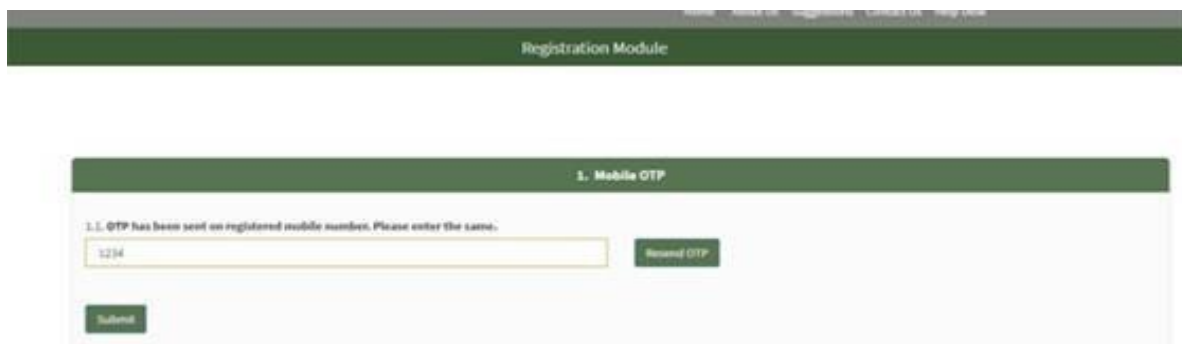 Home About Us Suggestions Contact Us Help Desk
Registration Module
1. Mobile OTP
1.1. OTP has been sent on registered mobile number. Please enter the same.
1234
Resend OTP
Submit